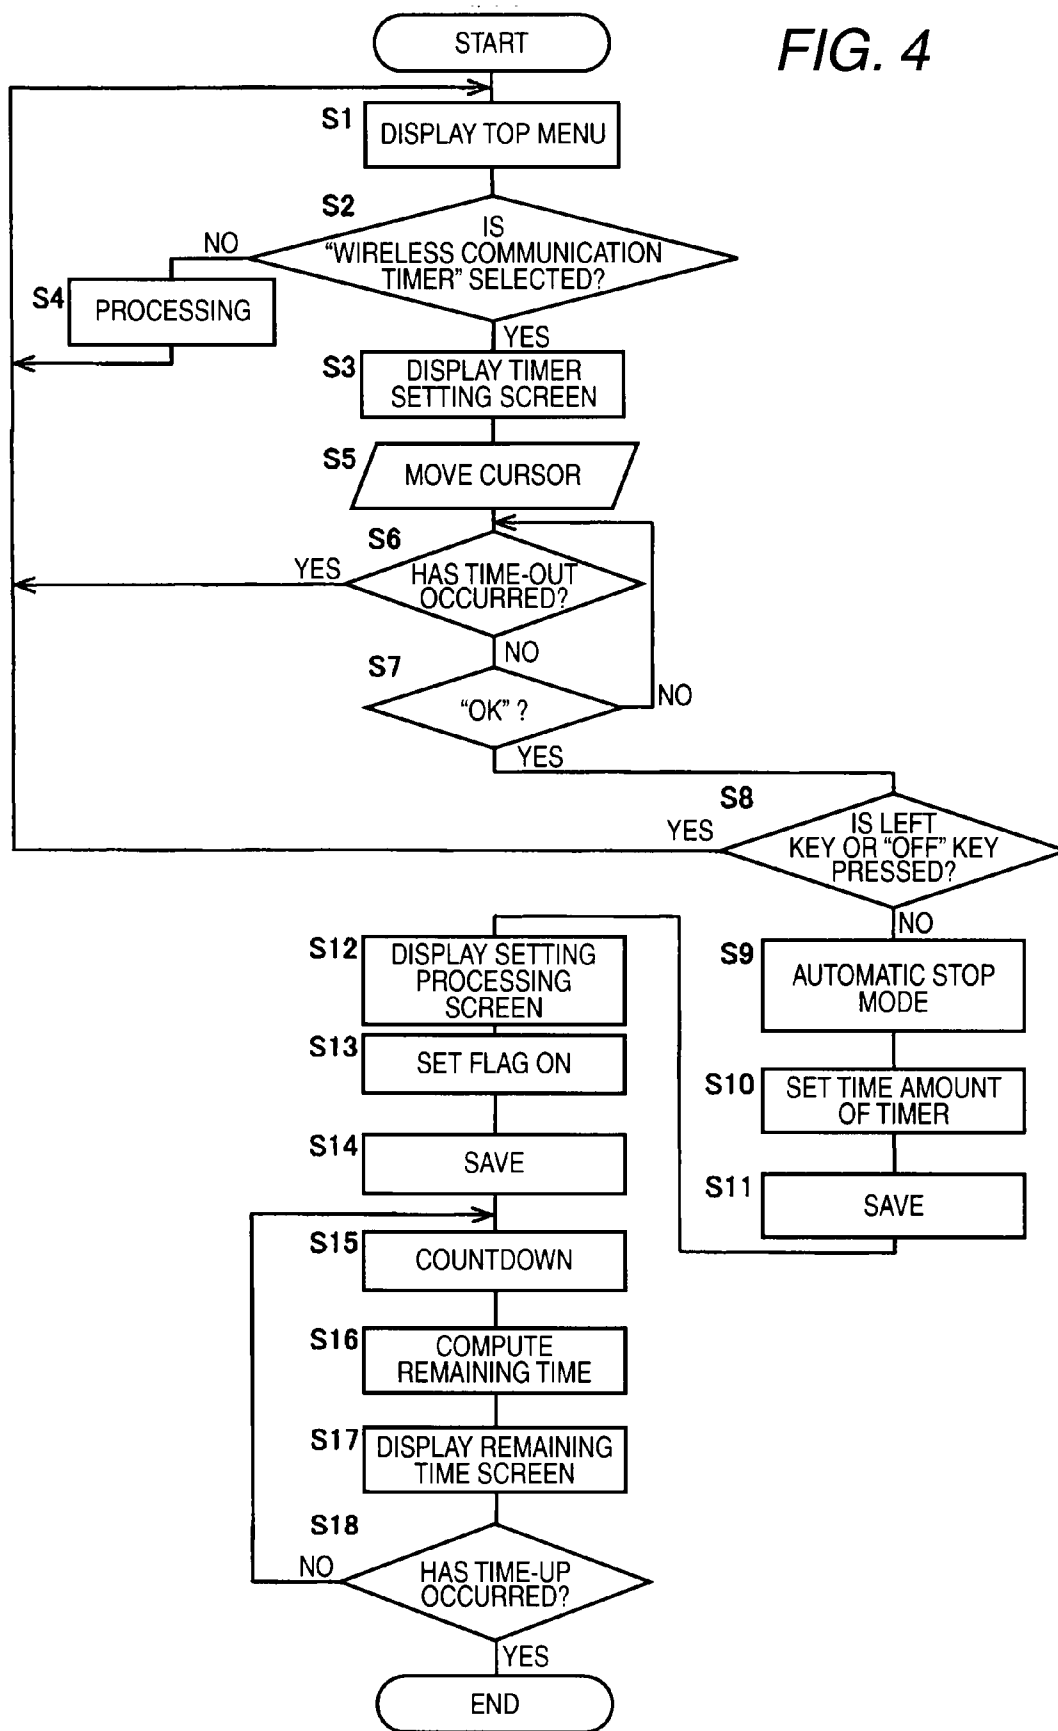 FIG. 4
START
S1
DISPLAY TOP MENU
S2
IS
“WIRELESS COMMUNICATION
TIMER” SELECTED?
NO
YES
S4
PROCESSING
S3
DISPLAY TIMER
SETTING SCREEN
S5
MOVE CURSOR
S6
HAS TIME-OUT
OCCURRED?
YES
NO
S7
“OK” ?
NO
YES
S8
IS LEFT
KEY OR “OFF” KEY
PRESSED?
YES
NO
S9
AUTOMATIC STOP
MODE
S10
SET TIME AMOUNT
OF TIMER
S11
SAVE
S12
DISPLAY SETTING
PROCESSING
SCREEN
S13
SET FLAG ON
S14
SAVE
S15
COUNTDOWN
S16
COMPUTE
REMAINING TIME
S17
DISPLAY REMAINING
TIME SCREEN
S18
HAS TIME-UP
OCCURRED?
NO
YES
END